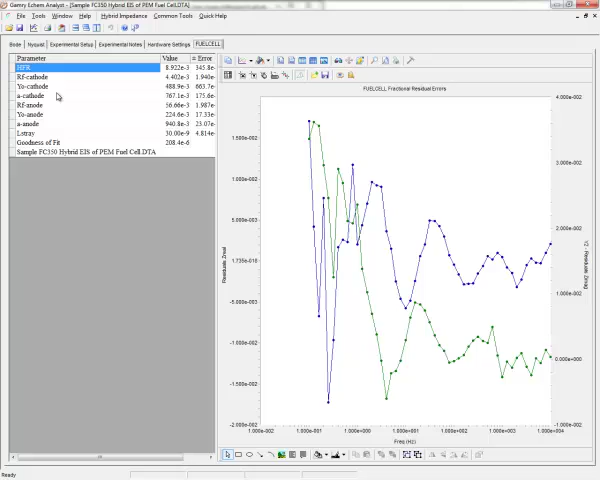 Gamry Echem Analyst - [Sample FC350 Hybrid EIS of PEM Fuel Cell.DTA]
File Tools Window Help Hybrid Impedance Common Tools Quick Help
Bode Nyquist Experimental Setup Experimental Notes Hardware Settings FUELCELL
Parameter Value ± Error
HFR 8.922e-3 345.8e-
Rf-cathode 4.402e-3 1.940e-
Yo-cathode 488.9e-3 663.7e-
a-cathode 767.1e-3 175.6e-
Rf-anode 56.66e-3 1.987e-
Yo-anode 224.6e-3 17.33e-
a-anode 940.8e-3 23.07e-
Lstray 30.00e-9 4.814e-
Goodness of Fit 208.4e-6
Sample FC350 Hybrid EIS of PEM Fuel Cell.DTA
FUELCELL Fractional Residual Errors
1.500e-002
1.000e-002
5.000e-003
1.735e-010
-5.000e-003
-1.000e-002
-1.500e-002
-2.000e-002
Residuals Zreal
4.000e-002
3.000e-002
2.000e-002
1.000e-002
0.000e+000
-1.000e-002
Y2 - Residuals Zimag
1.000e-002 1.000e-001 1.000e+000 1.000e+001 1.000e+002 1.000e+003 1.000e+004
Freq (Hz)
Ready